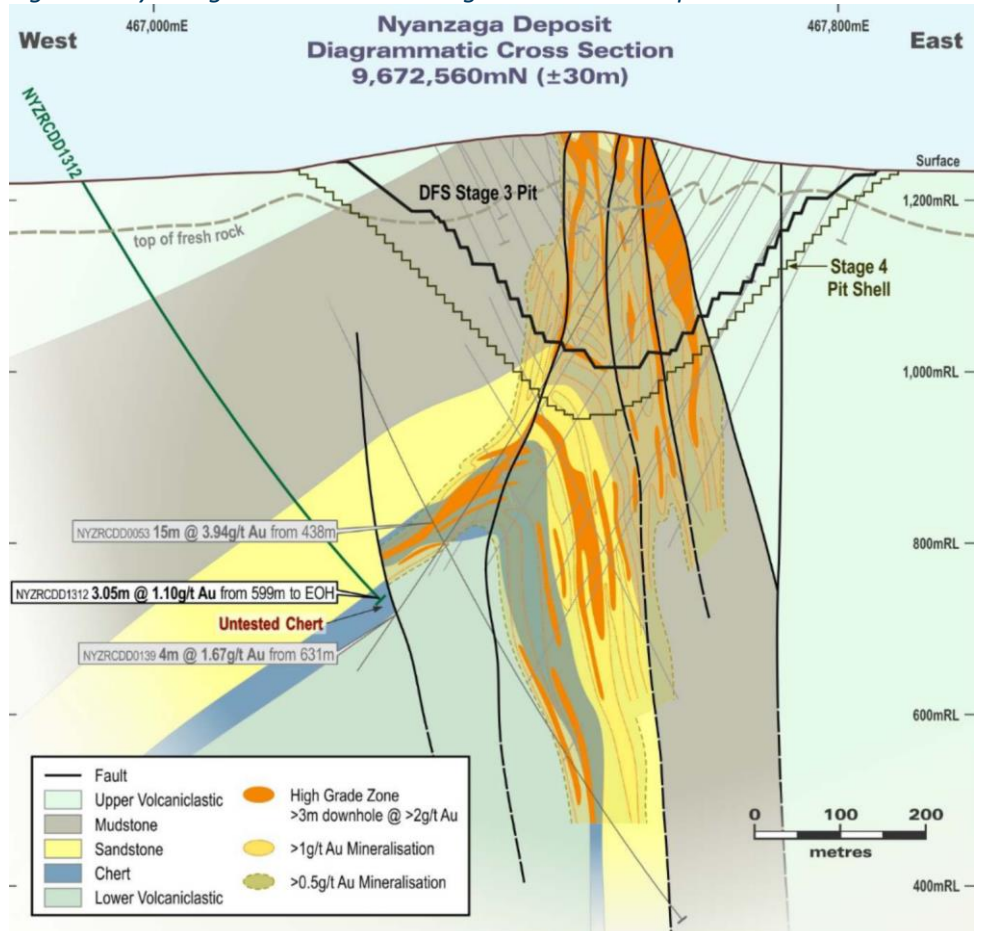 West
467,000mE
Nyanzaga Deposit
Diagrammatic Cross Section
9,672,560mN (±30m)
467,800mE
East
NYZRCDD1312
Surface
DFS Stage 3 Pit
1,200mRL
top of fresh rock
Stage 4
Pit Shell
1,000mRL
NYZRCDD0053 15m @ 3.94g/t Au from 438m
800mRL
NYZRCDD1312 3.05m @ 1.10g/t Au from 599m to EOH
Untested Chert
NYZRCDD0139 4m @ 1.67g/t Au from 631m
600mRL
Fault
Upper Volcaniclastic
Mudstone
Sandstone
Chert
Lower Volcaniclastic
High Grade Zone
>3m downhole @ >2g/t Au
>1g/t Au Mineralisation
>0.5g/t Au Mineralisation
0 100 200
metres
400mRL